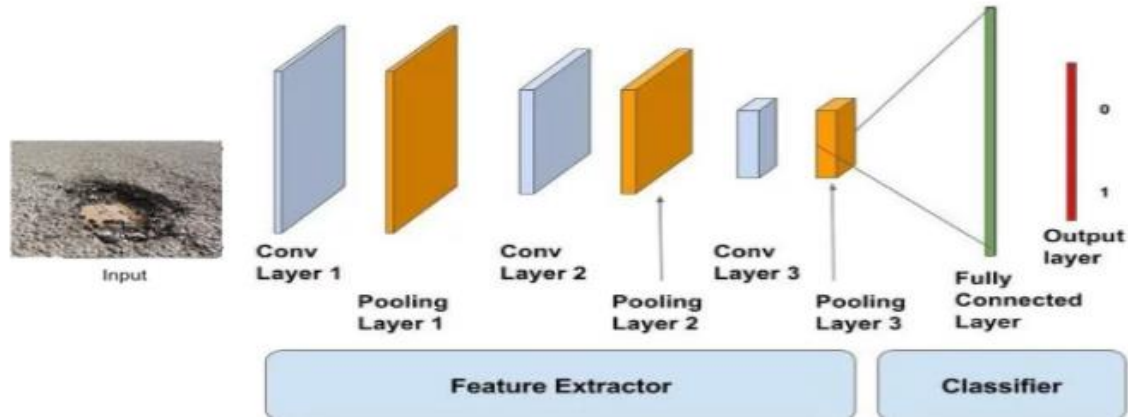 Input
Conv
Layer 1
Pooling
Layer 1
Conv
Layer 2
Pooling
Layer 2
Conv
Layer 3
Pooling
Layer 3
Fully
Connected
Layer
0
1
Output
layer
Feature Extractor
Classifier